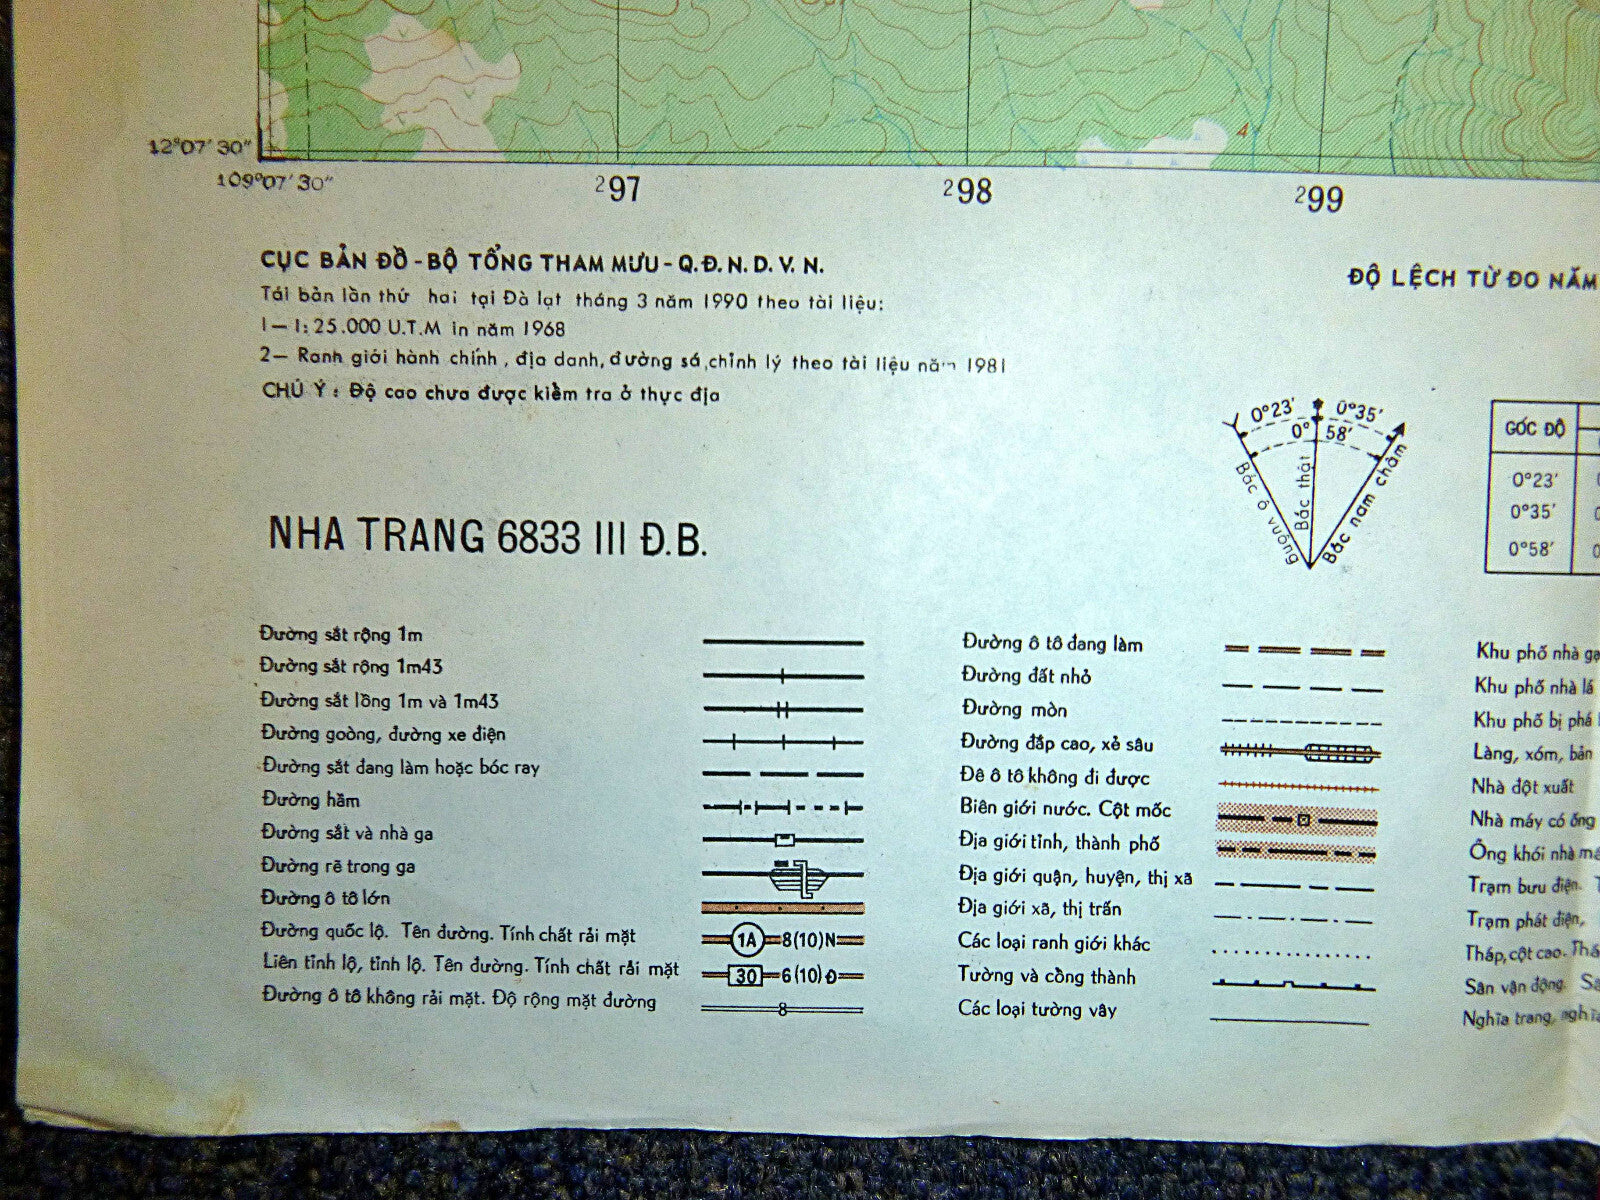 4
12°07'30"
109°07'30"
297
298
299
CỤC BẢN ĐỒ - BỘ TỔNG THAM MƯU - Q.Đ.N.D.V.N.
Tái bản lần thứ hai tại Đà lạt tháng 3 năm 1990 theo tài liệu:
1 – 1: 25.000 U.T.M in năm 1968
2 – Ranh giới hành chính, địa danh, đường sá, chỉnh lý theo tài liệu năm 1981
CHÚ Ý : Độ cao chưa được kiểm tra ở thực địa
ĐỘ LỆCH TỪ ĐO NĂM
0°23' 0°35'
0°58'
Bắc ô vuông
Bắc thật
Bắc nam châm
GÓC ĐỘ
0°23'
0°35'
0°58'
NHA TRANG 6833 III Đ.B.
Đường sắt rộng 1m
Đường sắt rộng 1m43
Đường sắt lồng 1m và 1m43
Đường goòng, đường xe điện
Đường sắt đang làm hoặc bóc ray
Đường hầm
Đường sắt và nhà ga
Đường rẽ trong ga
Đường ô tô lớn
Đường quốc lộ. Tên đường. Tính chất rải mặt
1A 8(10)N
Liên tỉnh lộ, tỉnh lộ. Tên đường. Tính chất rải mặt
30 6(10)Đ
Đường ô tô không rải mặt. Độ rộng mặt đường
8
Đường ô tô đang làm
Đường đất nhỏ
Đường mòn
Đường đắp cao, xẻ sâu
Đê ô tô không đi được
Biên giới nước. Cột mốc
Địa giới tỉnh, thành phố
Địa giới quận, huyện, thị xã
Địa giới xã, thị trấn
Các loại ranh giới khác
Tường và cồng thành
Các loại tường vây
Khu phố nhà
Khu phố nhà lá
Khu phố bị phá
Làng, xóm, bản
Nhà đột xuất
Nhà máy có ống
Ống khói nhà
Trạm bưu điện.
Trạm phát điện,
Tháp, cột cao.
Sân vận động.
Nghĩa trang,